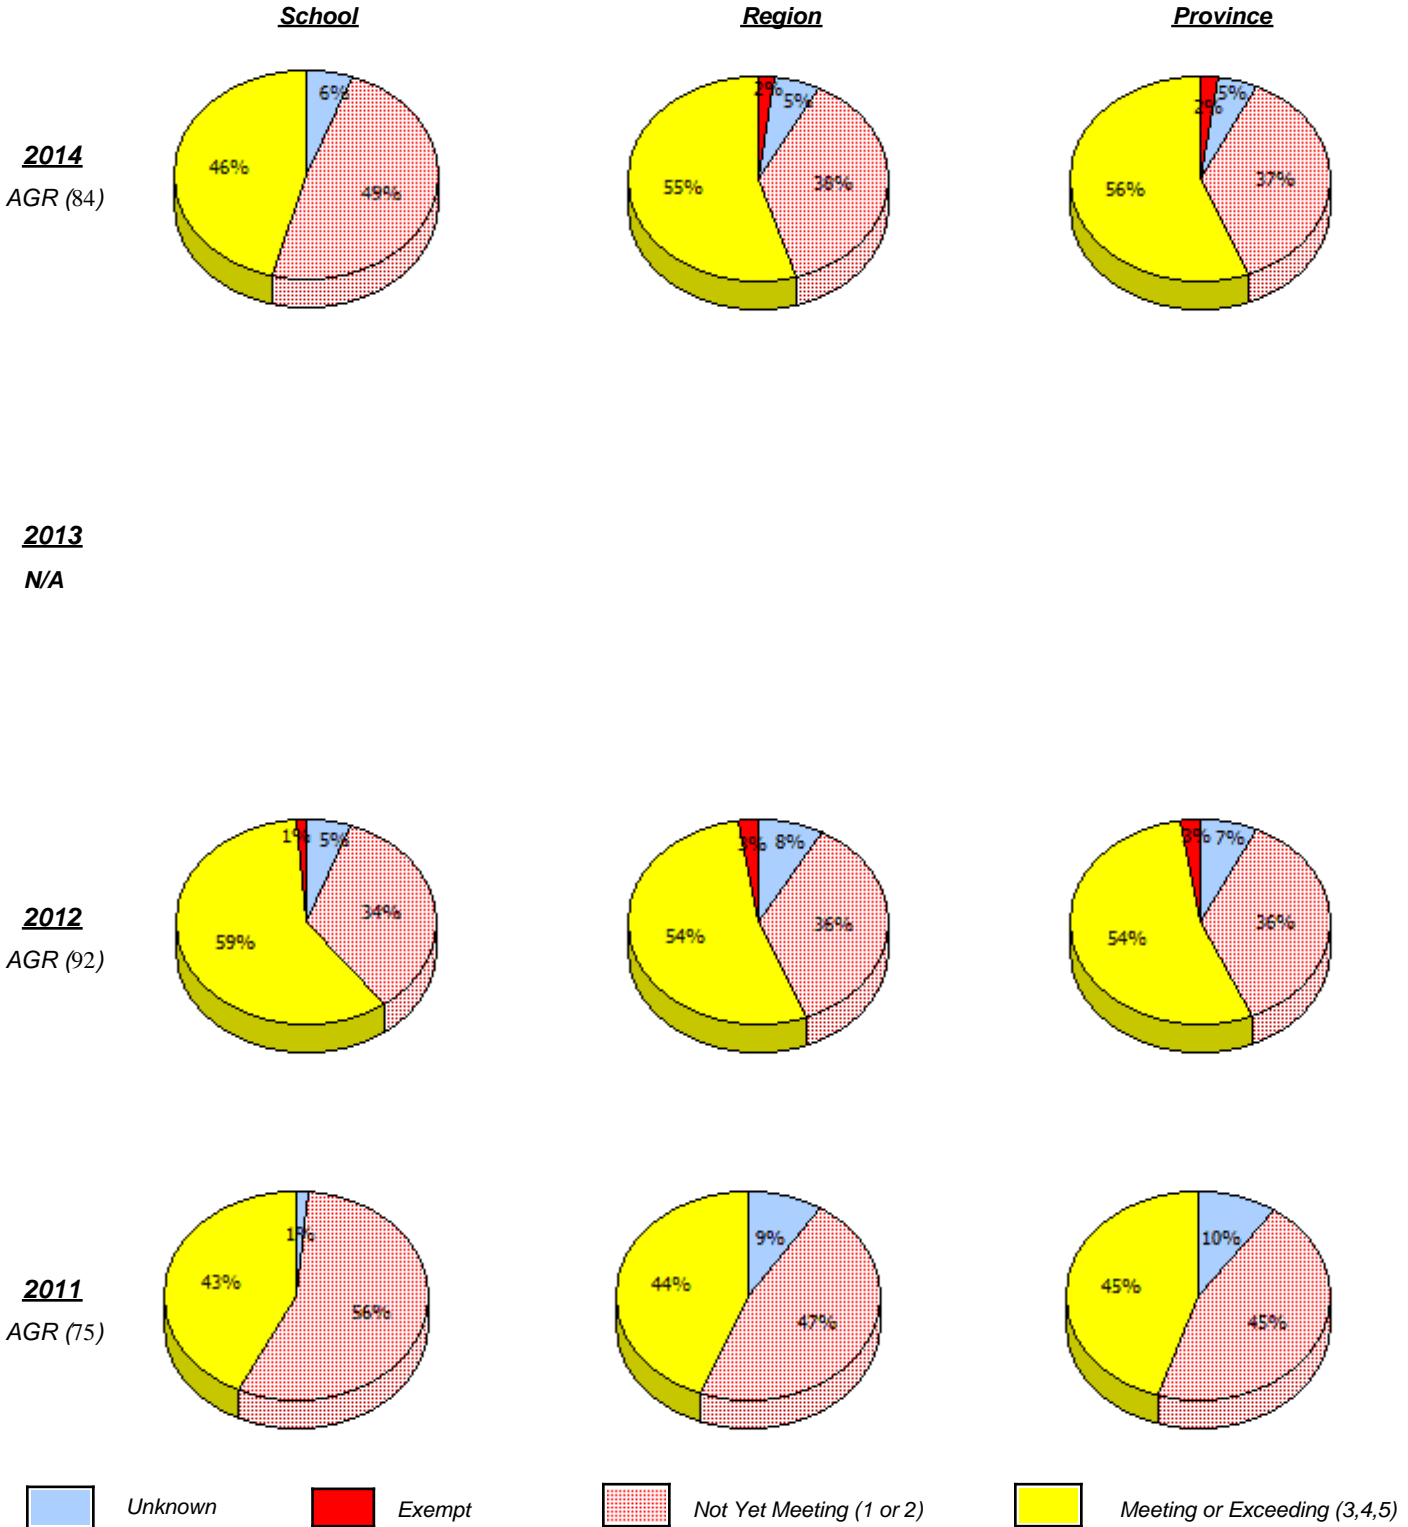 School Region Province
6% 46% 49%
2% 5% 55% 38%
2% 5% 56% 37%
2014
AGR (84)
2013
N/A
1% 5% 34% 59%
3% 8% 54% 36%
3% 7% 54% 36%
2012
AGR (92)
1% 43% 56%
9% 44% 47%
10% 45% 45%
2011
AGR (75)
Unknown Exempt Not Yet Meeting (1 or 2) Meeting or Exceeding (3,4,5)